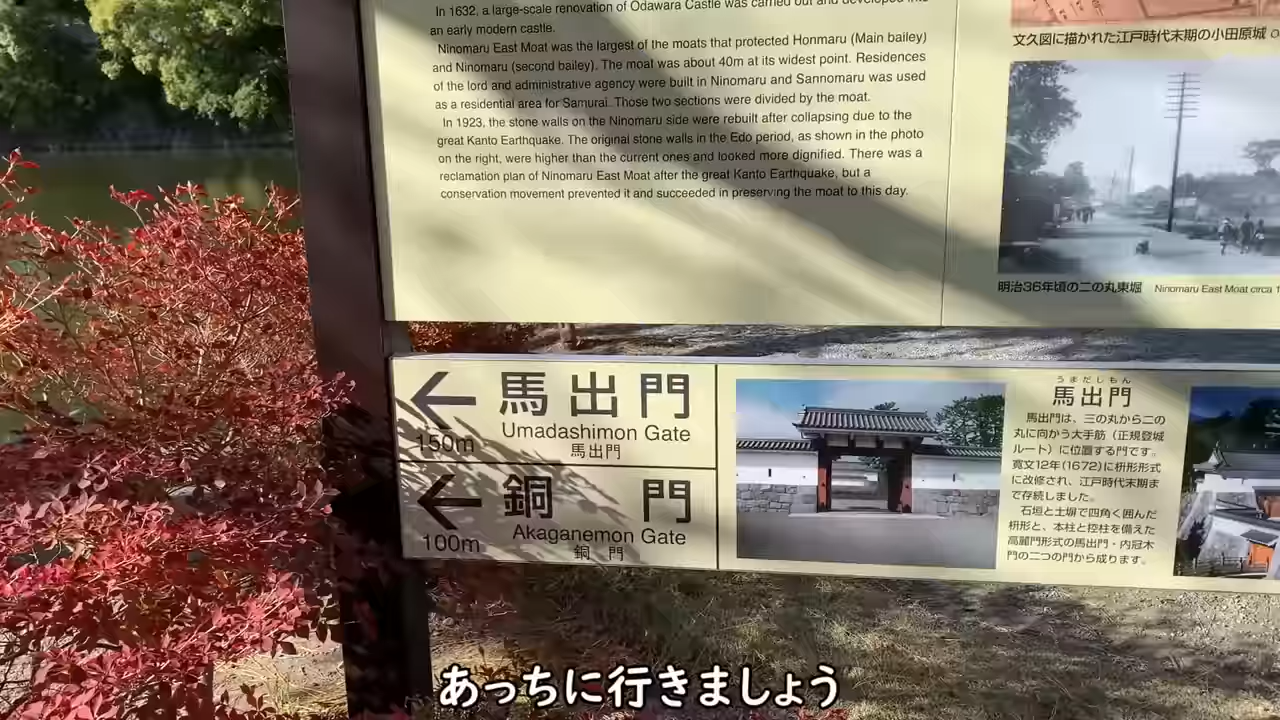 In 1632, a large-scale renovation of Odawara Castle was carried out and developed into
an early modern castle.
Ninomaru East Moat was the largest of the moats that protected Honmaru (Main bailey)
and Ninomaru (second bailey). The moat was about 40m at its widest point. Residences
of the lord and administrative agency were built in Ninomaru and Sannomaru was used
as a residential area for Samurai. Those two sections were divided by the moat.
In 1923, the stone walls on the Ninomaru side were rebuilt after collapsing due to the
great Kanto Earthquake. The original stone walls in the Edo period, as shown in the photo
on the right, were higher than the current ones and looked more dignified. There was a
reclamation plan of Ninomaru East Moat after the great Kanto Earthquake, but a
conservation movement prevented it and succeeded in preserving the moat to this day.
文久図に描かれた江戸時代末期の小田原城
明治36年頃の二の丸東堀 Ninomaru East Moat circa
馬出門
Umadashimon Gate
馬出門
150m
銅門
Akaganemon Gate
銅門
100m
うまだしもん
馬出門
馬出門は、三の丸から二の
丸に向かう大手筋（正規登城
ルート）に位置する門です。
寛文12年(1672)に枡形形式
に改修され、江戸時代末期ま
で存続しました。
石垣と土塀で四角く囲んだ
枡形と、本柱と控柱を備えた
高麗門形式の馬出門・内冠木
門の二つの門から成ります。
あっちに行きましょう